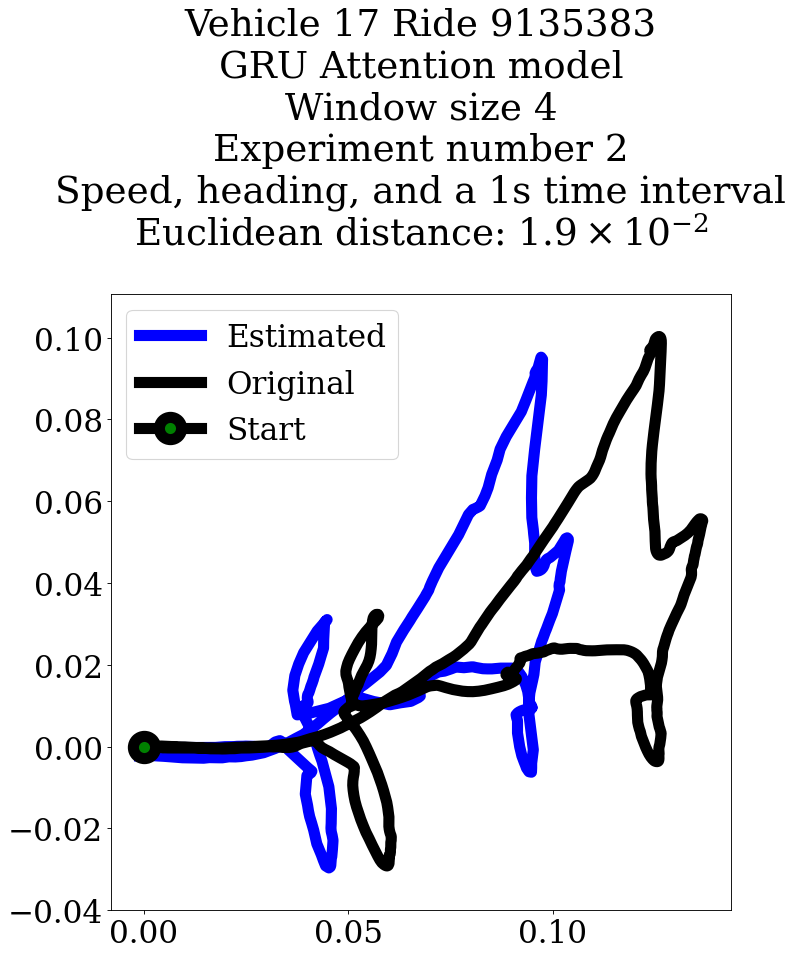 Vehicle 17 Ride 9135383
GRU Attention model
Window size 4
Experiment number 2
Speed, heading, and a 1s time interval
Euclidean distance: 1.9 × 10⁻²
Estimated
Original
Start
0.10
0.08
0.06
0.04
0.02
0.00
−0.02
−0.04
0.00 0.05 0.10